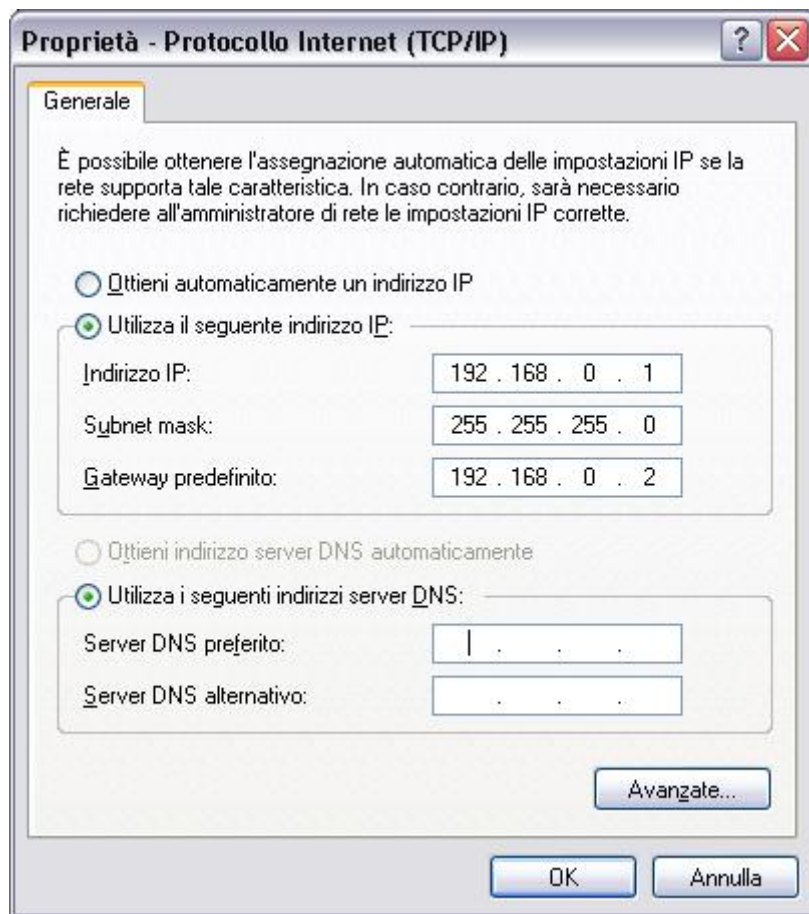 Proprietà - Protocollo Internet (TCP/IP)
Generale
È possibile ottenere l'assegnazione automatica delle impostazioni IP se la
rete supporta tale caratteristica. In caso contrario, sarà necessario
richiedere all'amministratore di rete le impostazioni IP corrette.
Ottieni automaticamente un indirizzo IP
Utilizza il seguente indirizzo IP:
Indirizzo IP: 192 . 168 . 0 . 1
Subnet mask: 255 . 255 . 255 . 0
Gateway predefinito: 192 . 168 . 0 . 2
Ottieni indirizzo server DNS automaticamente
Utilizza i seguenti indirizzi server DNS:
Server DNS preferito: . . .
Server DNS alternativo: . . .
Avanzate...
OK Annulla